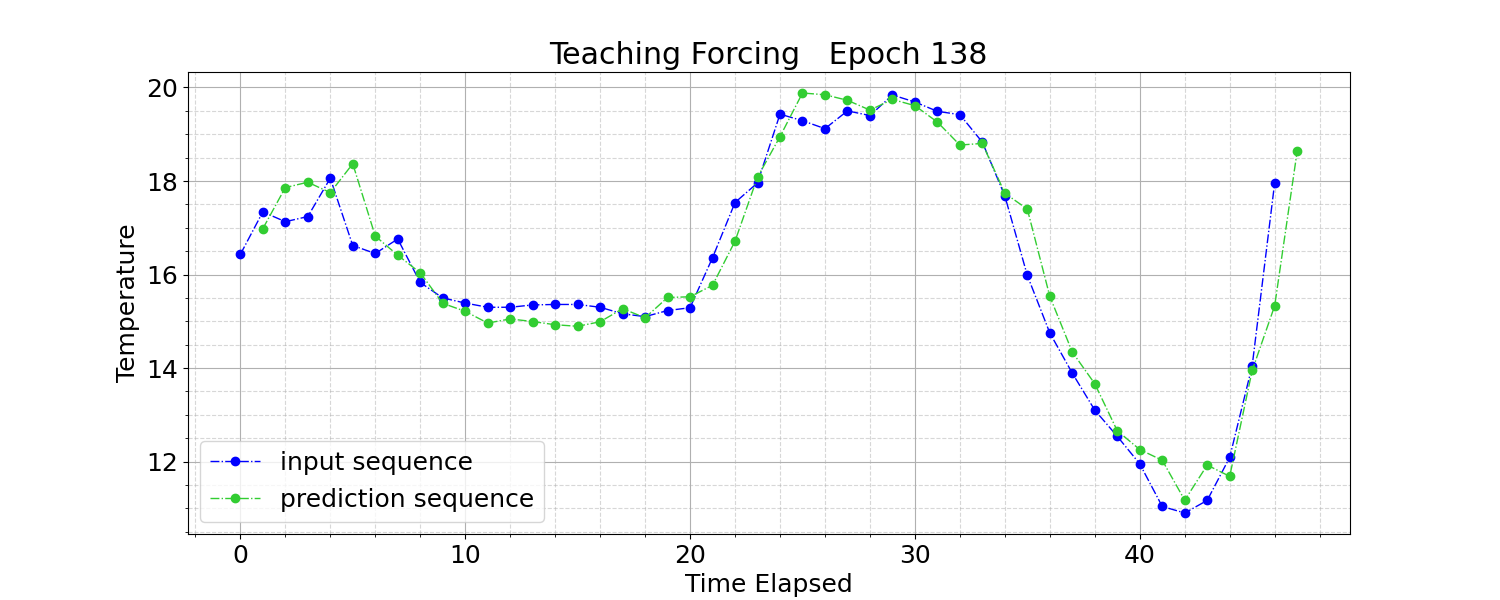 Teaching Forcing   Epoch 138
20
18
16
14
12
Temperature
input sequence
prediction sequence
0 10 20 30 40
Time Elapsed